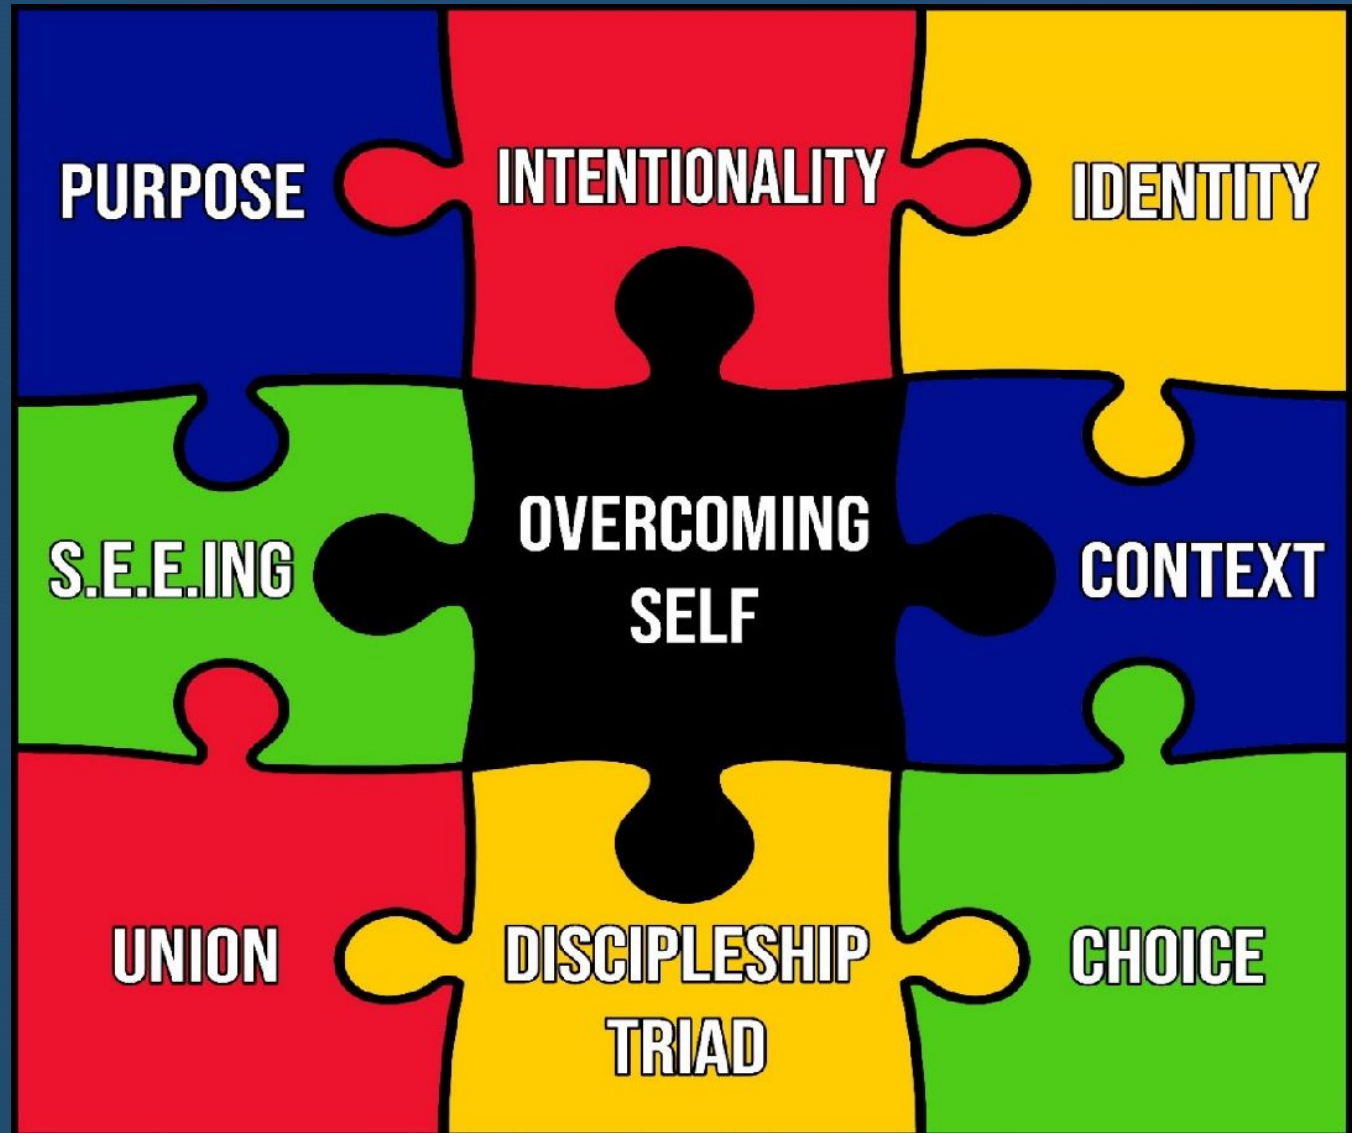 PURPOSE
INTENTIONALITY
IDENTITY
S.E.E.ING
OVERCOMING
SELF
CONTEXT
UNION
DISCIPLESHIP
TRIAD
CHOICE